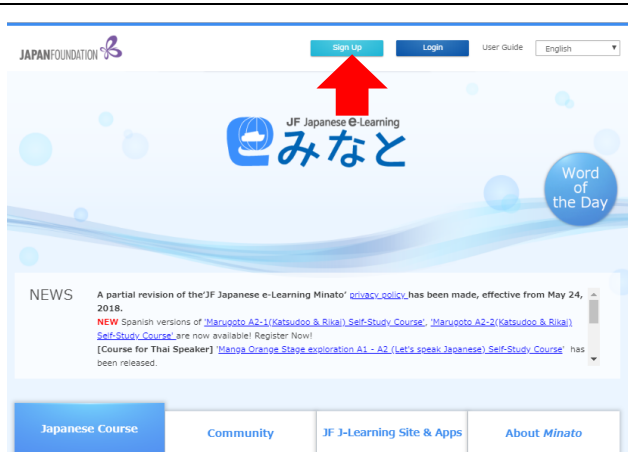 JAPANFOUNDATION
Sign Up
Login
User Guide
English
JF Japanese e-Learning
みなと
Word
of
the Day
NEWS
A partial revision of the'JF Japanese e-Learning Minato' privacy policy has been made, effective from May 24,
2018.
NEW Spanish versions of 'Marugoto A2-1(Katsudoo & Rikai) Self-Study Course', 'Marugoto A2-2(Katsudoo & Rikai)
Self-Study Course' are now available! Register Now!
[Course for Thai Speaker] 'Manga Orange Stage exploration A1 - A2 (Let's speak Japanese) Self-Study Course' has
been released.
Japanese Course
Community
JF J-Learning Site & Apps
About Minato